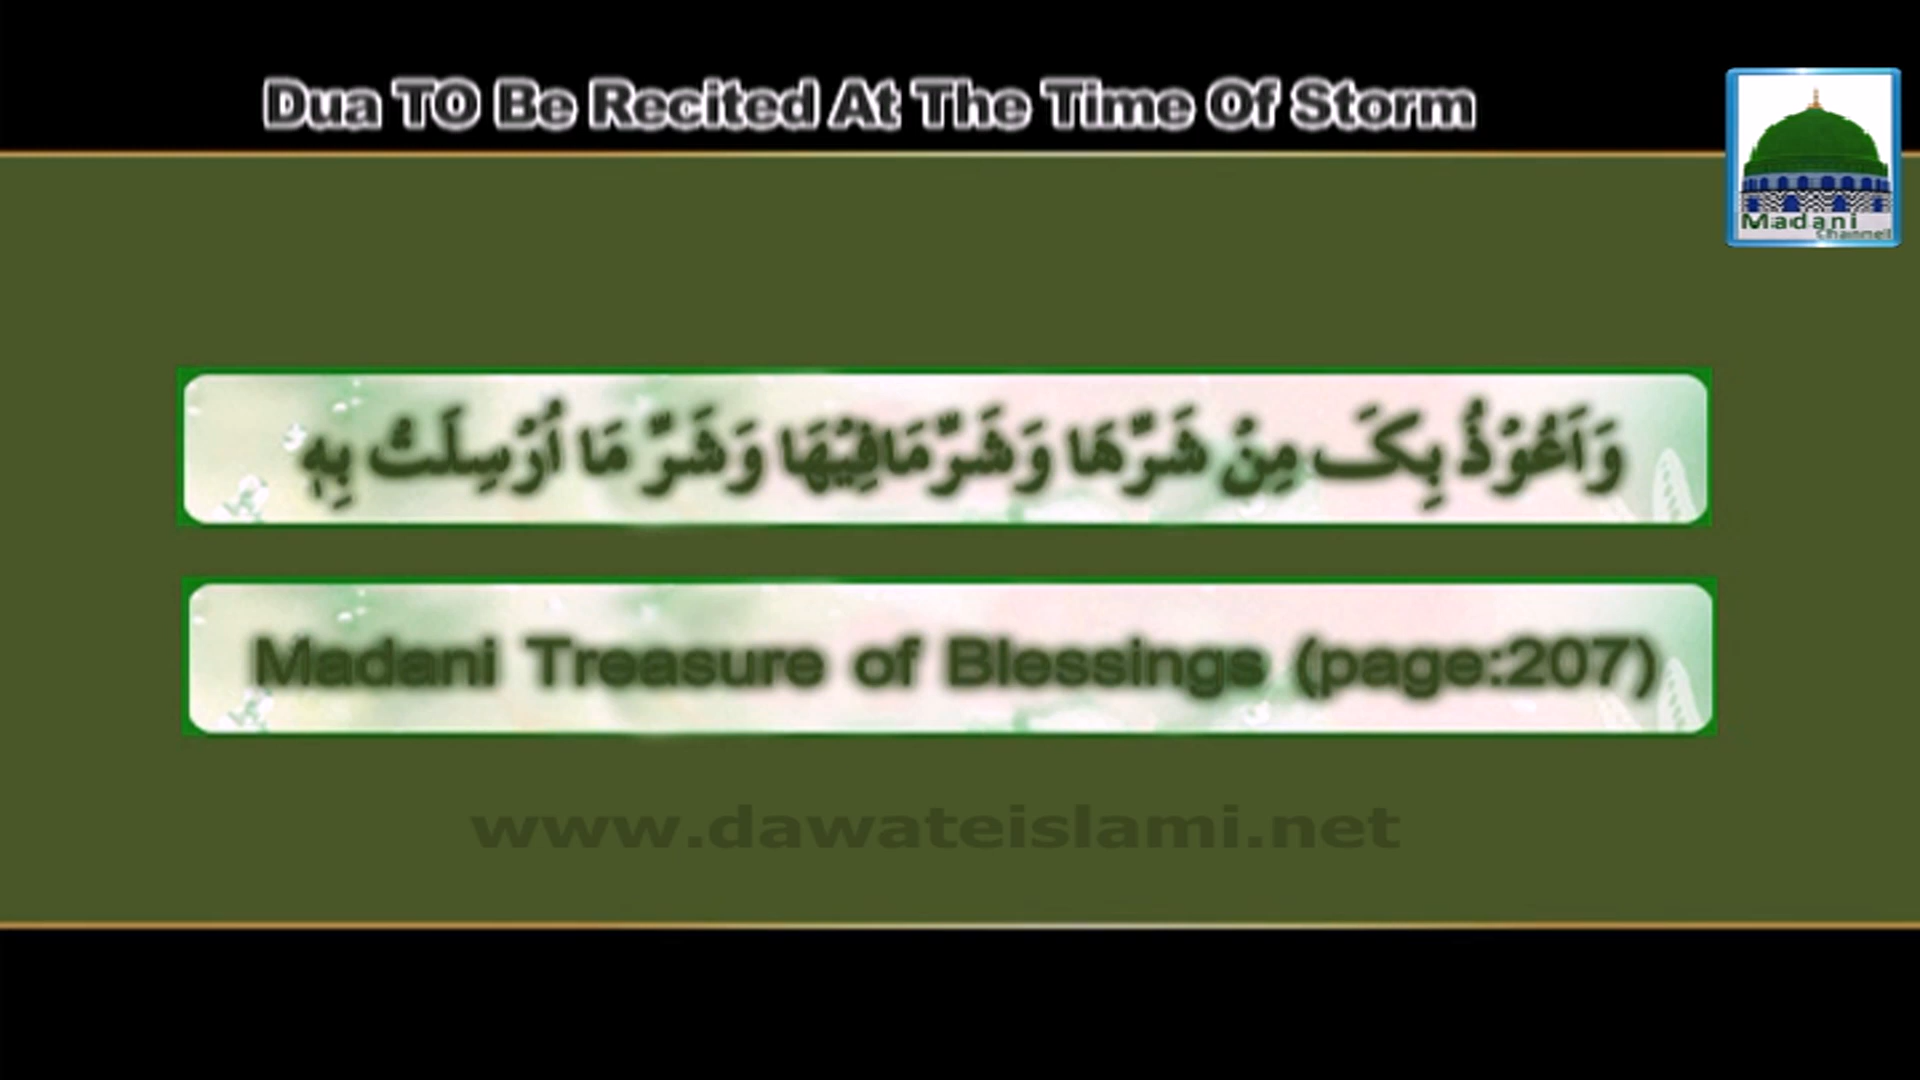 Dua TO Be Recited At The Time Of Storm
Madani
Channel
وَاَعُوْذُ بِکَ مِنْ شَرِّھَا وَشَرِّمَافِیْھَا وَشَرِّ مَا اُرْسِلَتْ بِہٖ
Madani Treasure of Blessings (page:207)
www.dawateislami.net